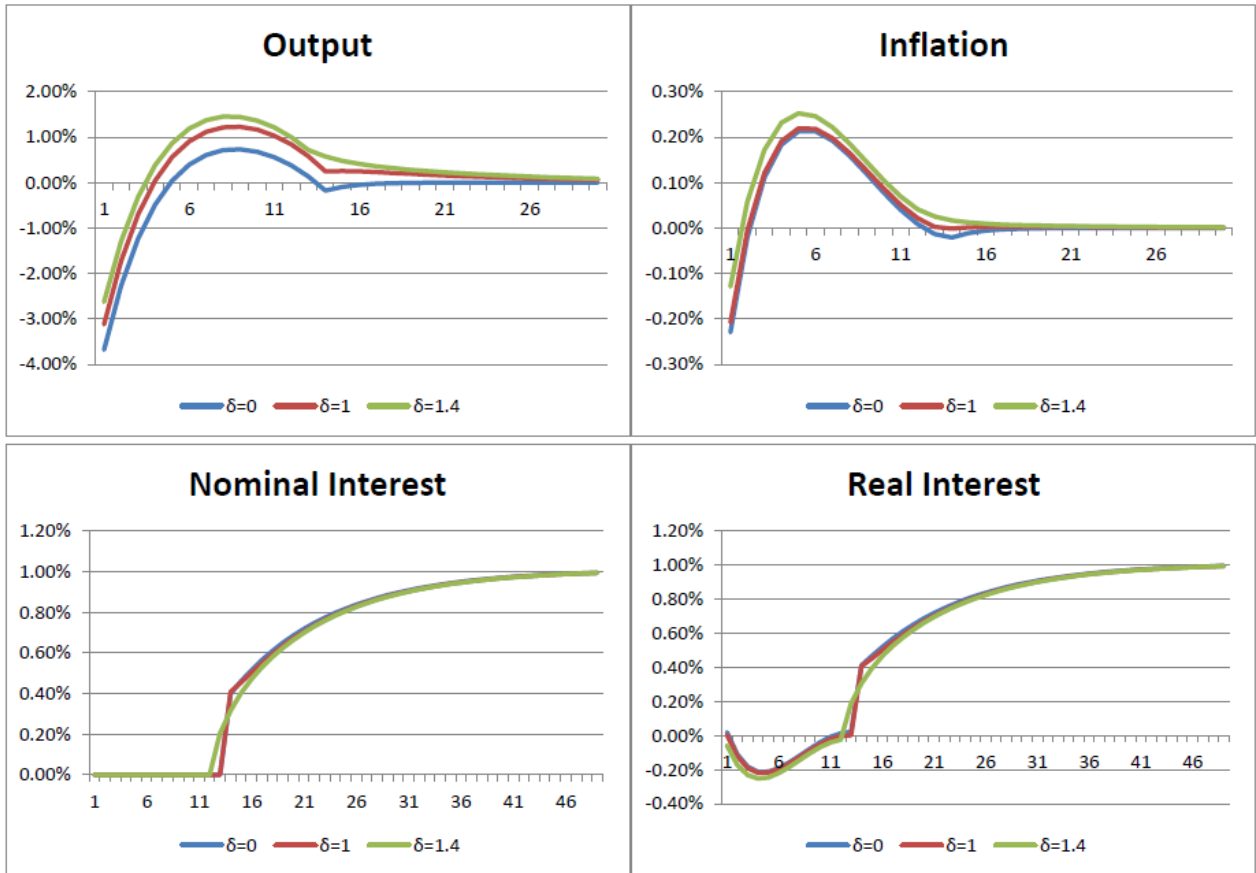 Output
2.00%
1.00%
0.00%
-1.00%
-2.00%
-3.00%
-4.00%
1 6 11 16 21 26
δ=0 δ=1 δ=1.4
Inflation
0.30%
0.20%
0.10%
0.00%
-0.10%
-0.20%
-0.30%
1 6 11 16 21 26
δ=0 δ=1 δ=1.4
Nominal Interest
1.20%
1.00%
0.80%
0.60%
0.40%
0.20%
0.00%
1 6 11 16 21 26 31 36 41 46
δ=0 δ=1 δ=1.4
Real Interest
1.20%
1.00%
0.80%
0.60%
0.40%
0.20%
0.00%
-0.20%
-0.40%
1 6 11 16 21 26 31 36 41 46
δ=0 δ=1 δ=1.4